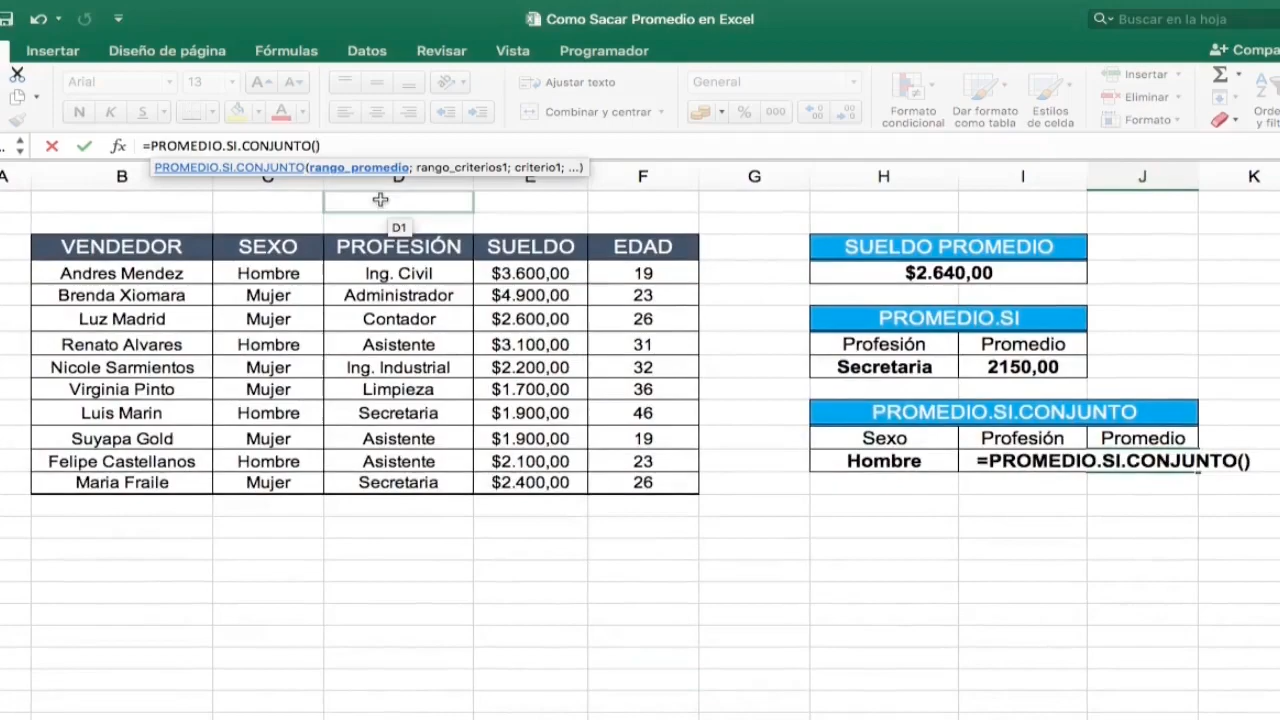 Como Sacar Promedio en Excel
Buscar en la hoja
Insertar Diseño de página Fórmulas Datos Revisar Vista Programador
Arial 13 A A Ajustar texto General Insertar Σ
N K S A Combinar y centrar % 000 Formato condicional Dar formato como tabla Estilos de celda Eliminar
Formato
fx =PROMEDIO.SI.CONJUNTO()
PROMEDIO.SI.CONJUNTO(rango_promedio; rango_criterios1; criterio1; ...)
A B C D E F G H I J K
D1
VENDEDOR SEXO PROFESIÓN SUELDO EDAD
Andres Mendez Hombre Ing. Civil $3.600,00 19
Brenda Xiomara Mujer Administrador $4.900,00 23
Luz Madrid Mujer Contador $2.600,00 26
Renato Alvares Hombre Asistente $3.100,00 31
Nicole Sarmientos Mujer Ing. Industrial $2.200,00 32
Virginia Pinto Mujer Limpieza $1.700,00 36
Luis Marin Hombre Secretaria $1.900,00 46
Suyapa Gold Mujer Asistente $1.900,00 19
Felipe Castellanos Hombre Asistente $2.100,00 23
Maria Fraile Mujer Secretaria $2.400,00 26
SUELDO PROMEDIO
$2.640,00
PROMEDIO.SI
Profesión Promedio
Secretaria 2150,00
PROMEDIO.SI.CONJUNTO
Sexo Profesión Promedio
Hombre =PROMEDIO.SI.CONJUNTO()